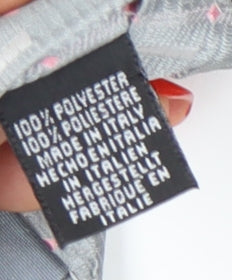 100% POLYESTER
100% POLIESTERE
MADE IN ITALY
HECHO EN ITALIA
IN ITALIEN
HERGESTELLT
FABRIQUE EN
ITALIE